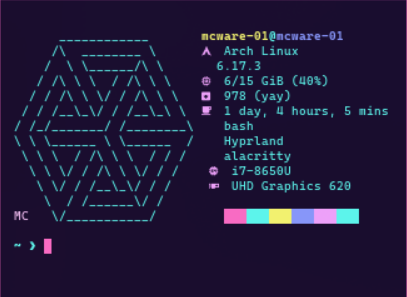 mcware-01@mcware-01
Arch Linux
6.17.3
6/15 GiB (40%)
978 (yay)
1 day, 4 hours, 5 mins
bash
Hyprland
alacritty
i7-8650U
UHD Graphics 620
MC
~ ❯